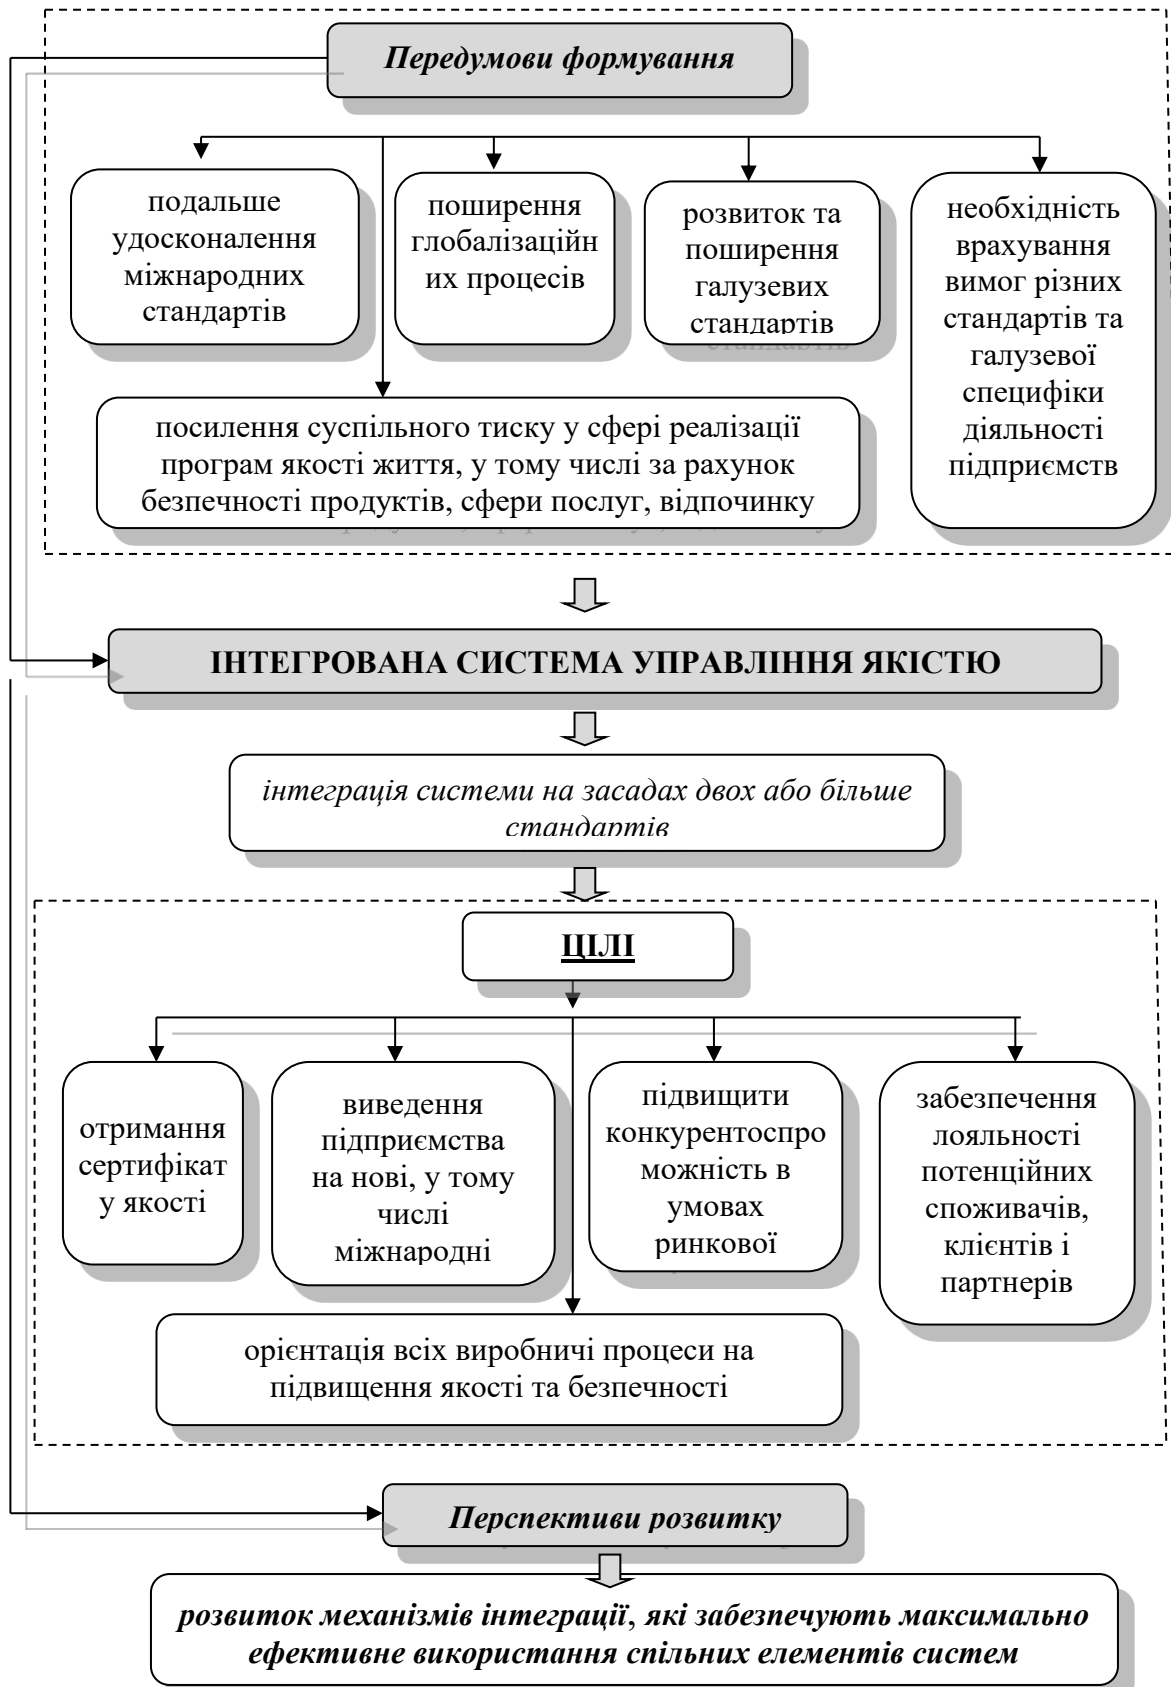 Передумови формування
подальше
удосконалення
міжнародних
стандартів
поширення
глобалізаційн
их процесів
розвиток та
поширення
галузевих
стандартів
необхідність
врахування
вимог різних
стандартів та
галузевої
специфіки
діяльності
підприємств
посилення суспільного тиску у сфері реалізації
програм якості життя, у тому числі за рахунок
безпечності продуктів, сфери послуг, відпочинку
ІНТЕГРОВАНА СИСТЕМА УПРАВЛІННЯ ЯКІСТЮ
інтеграція системи на засадах двох або більше
стандартів
ЦІЛІ
отримання
сертифікат
у якості
виведення
підприємства
на нові, у тому
числі
міжнародні
підвищити
конкурентоспро
можність в
умовах
ринкової
забезпечення
лояльності
потенційних
споживачів,
клієнтів і
партнерів
орієнтація всіх виробничі процеси на
підвищення якості та безпечності
Перспективи розвитку
розвиток механізмів інтеграції, які забезпечують максимально
ефективне використання спільних елементів систем